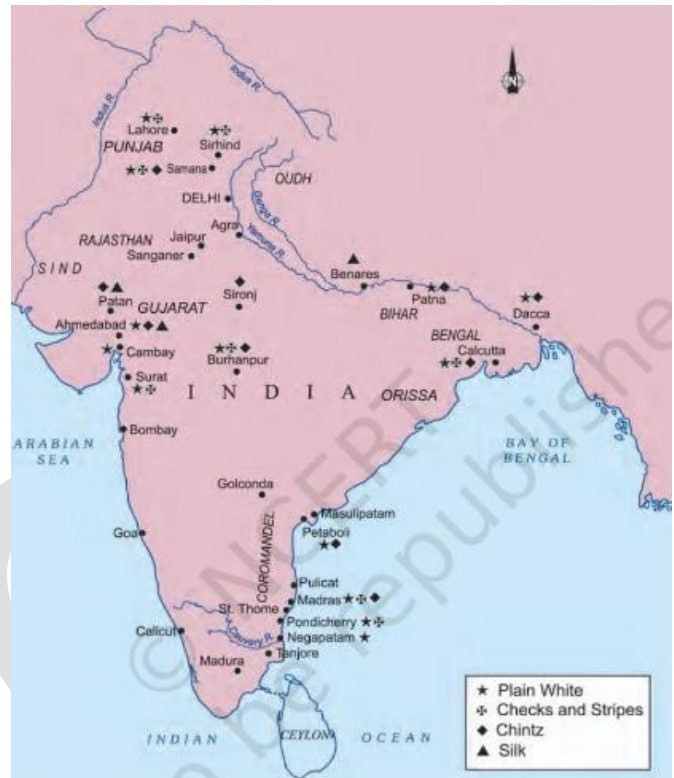 Indus R.
Indus R.
N
Lahore
PUNJAB
Sirhind
Samana
OUDH
DELHI
Ganga R.
Agra
Yamuna R.
RAJASTHAN
Jaipur
Sanganer
SIND
Benares
Patan
GUJARAT
Sironj
Patna
BIHAR
Dacca
Ahmedabad
BENGAL
Cambay
Burhanpur
Calcutta
Surat
INDIA
ORISSA
ARABIAN
SEA
Bombay
BAY OF
BENGAL
Golconda
Masulipatam
Goa
Petaboli
COROMANDEL
Pulicat
Madras
St. Thome
Pondicherry
Calicut
Cauvery R.
Negapatam
Tanjore
Madura
CEYLON
INDIAN OCEAN
★ Plain White
✠ Checks and Stripes
◆ Chintz
▲ Silk
© NCERT
be republishe